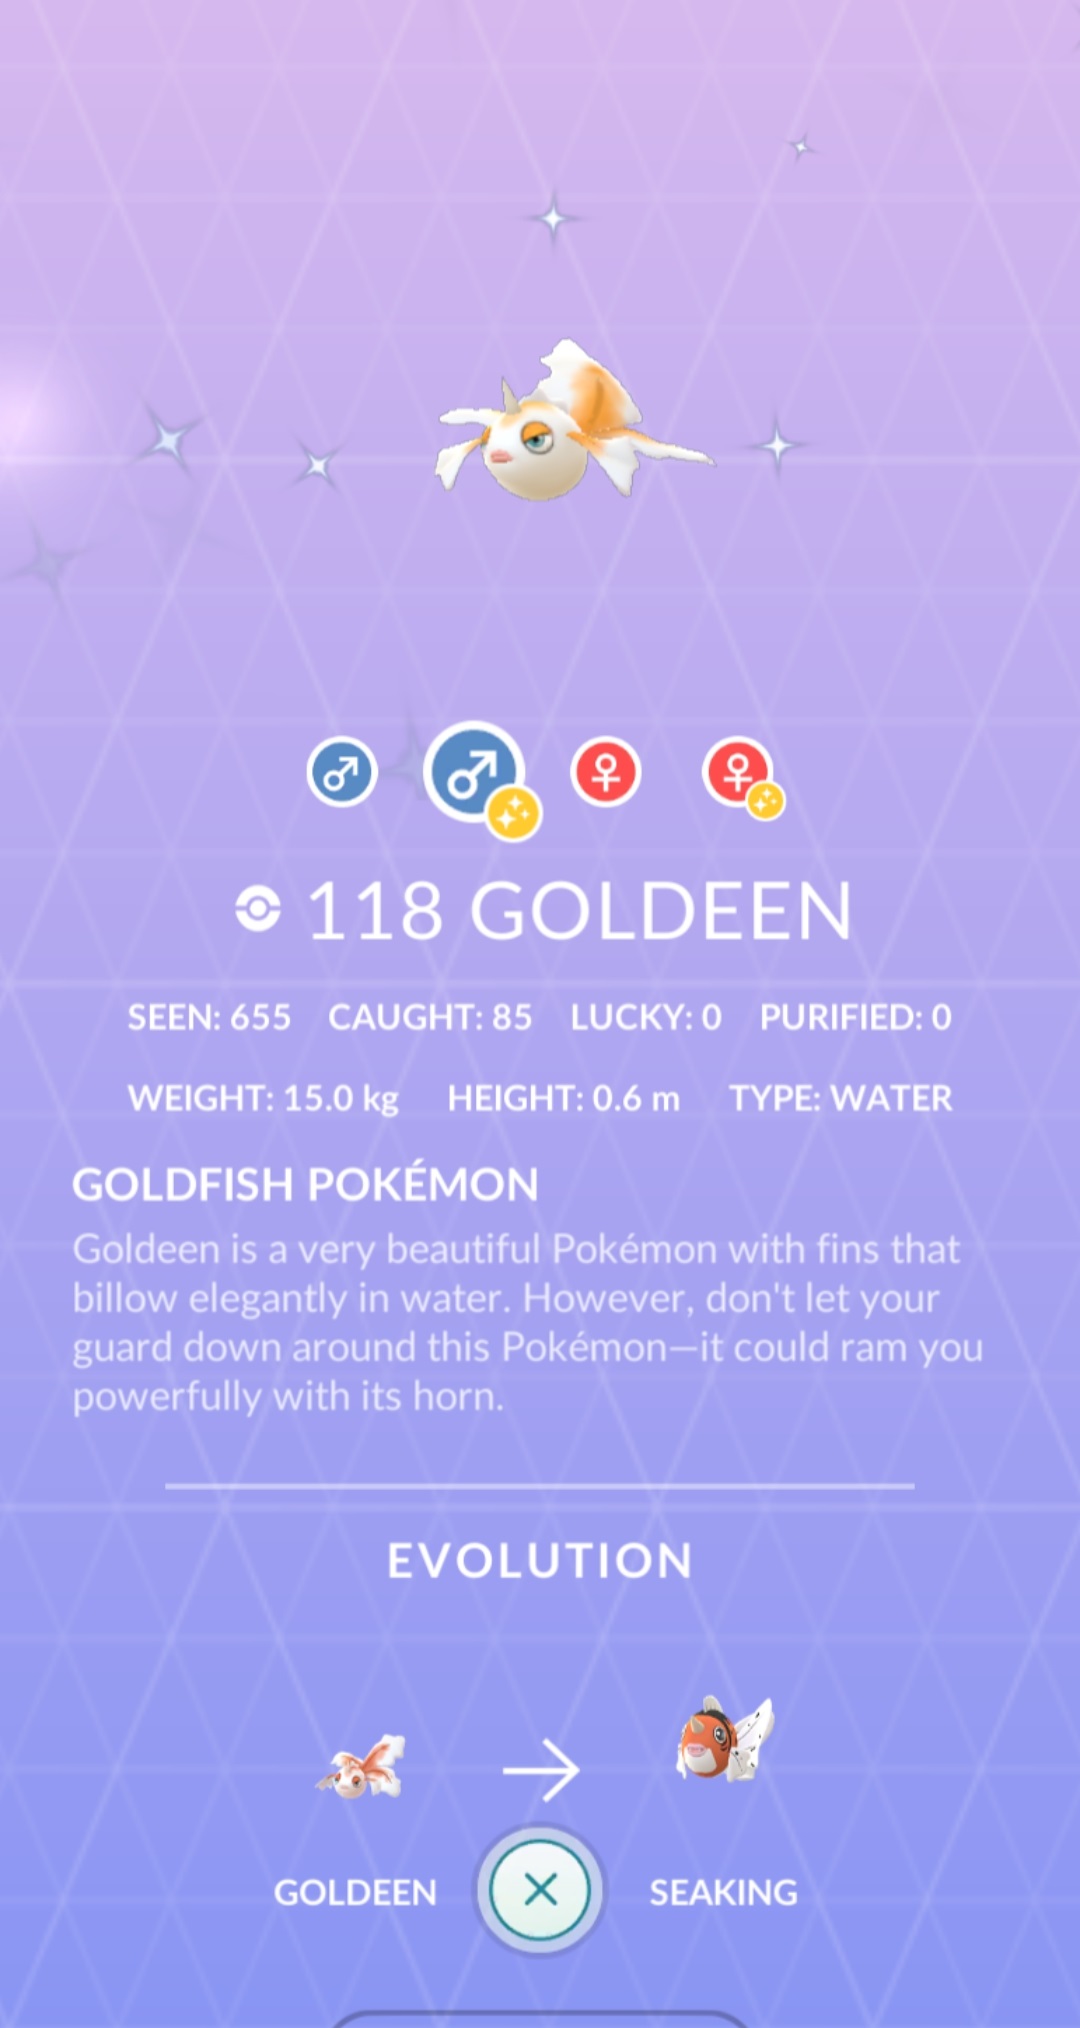 118 GOLDEEN
SEEN: 655 CAUGHT: 85 LUCKY: 0 PURIFIED: 0
WEIGHT: 15.0 kg HEIGHT: 0.6 m TYPE: WATER
GOLDFISH POKÉMON
Goldeen is a very beautiful Pokémon with fins that
billow elegantly in water. However, don't let your
guard down around this Pokémon—it could ram you
powerfully with its horn.
EVOLUTION
GOLDEEN SEAKING